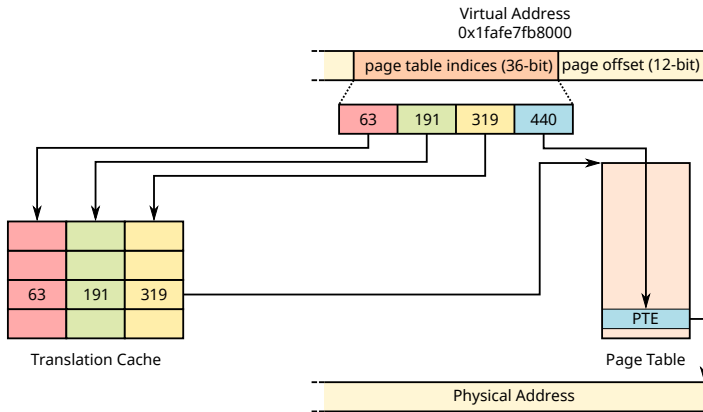 Virtual Address
0x1fafe7fb8000
page table indices (36-bit)
page offset (12-bit)
63
191
319
440
63
191
319
PTE
Translation Cache
Page Table
Physical Address